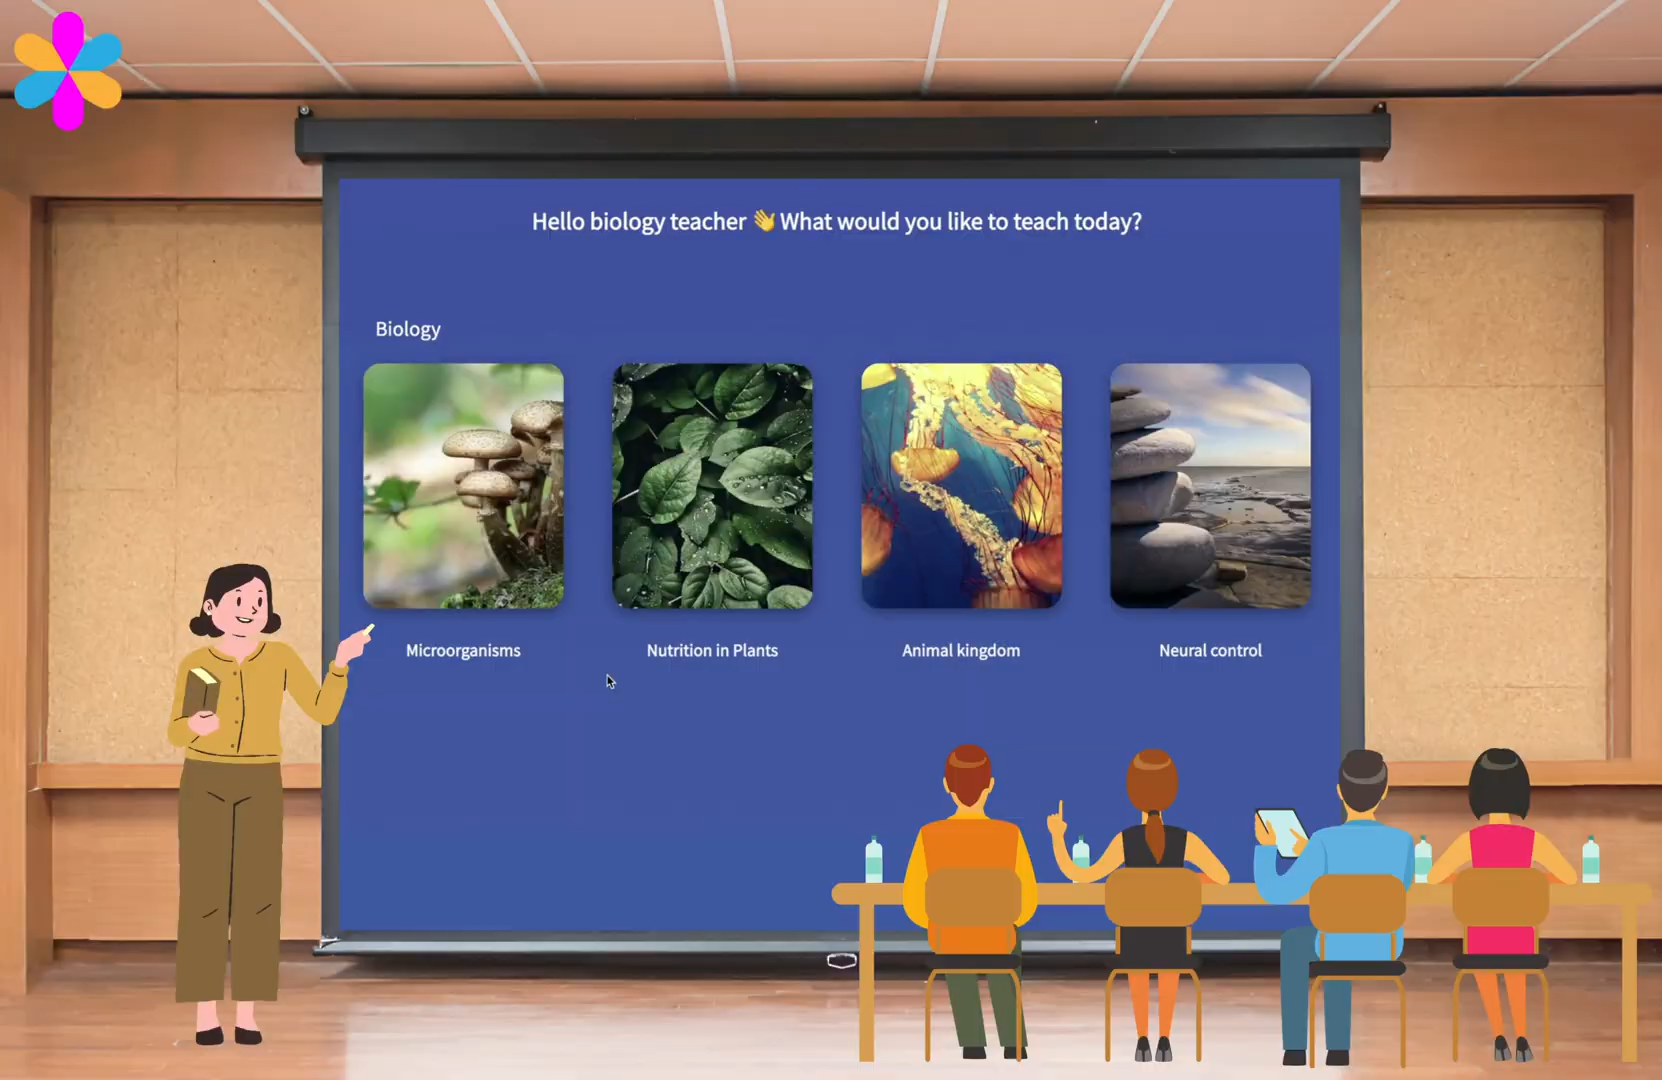 Hello biology teacher 👋 What would you like to teach today?
Biology
Microorganisms
Nutrition in Plants
Animal kingdom
Neural control